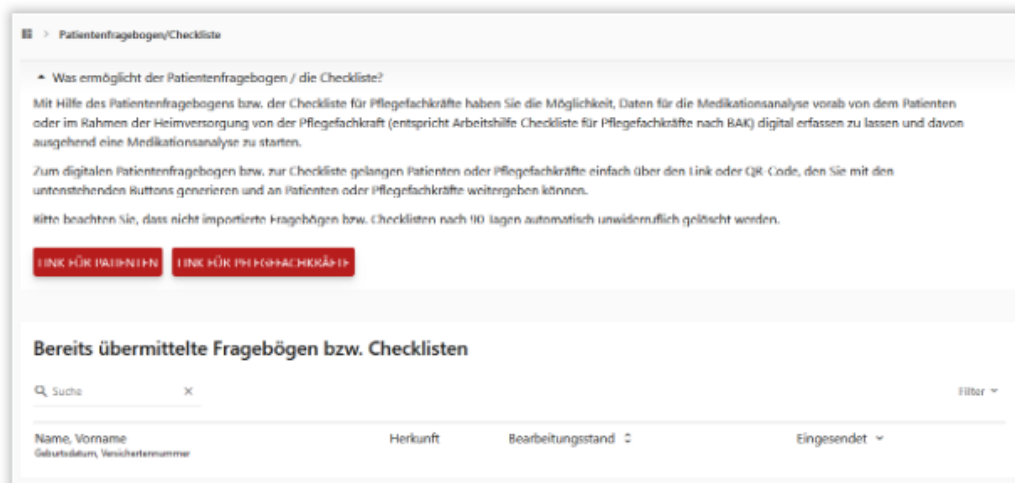 Patientenfragebogen/Checkliste
Was ermöglicht der Patientenfragebogen / die Checkliste?
Mit Hilfe des Patientenfragebogens bzw. der Checkliste für Pflegefachkräfte haben Sie die Möglichkeit, Daten für die Medikationsanalyse vorab von dem Patienten
oder im Rahmen der Heimversorgung von der Pflegefachkraft (entspricht Arbeitshilfe Checkliste für Pflegefachkräfte nach BAK) digital erfassen zu lassen und davon
ausgehend eine Medikationsanalyse zu starten.
Zum digitalen Patientenfragebogen bzw. zur Checkliste gelangen Patienten oder Pflegefachkräfte einfach über den Link oder QR-Code, den Sie mit den
untenstehenden Buttons generieren und an Patienten oder Pflegefachkräfte weitergeben können.
Bitte beachten Sie, dass nicht importierte Fragebögen bzw. Checklisten nach 90 Tagen automatisch unwiderruflich gelöscht werden.
LINK FÜR PATIENTEN LINK FÜR PFLEGEFACHKRÄFTE
Bereits übermittelte Fragebögen bzw. Checklisten
Suche Filter
Name, Vorname Herkunft Bearbeitungsstand Eingesendet
Geburtsdatum, Versichertennummer